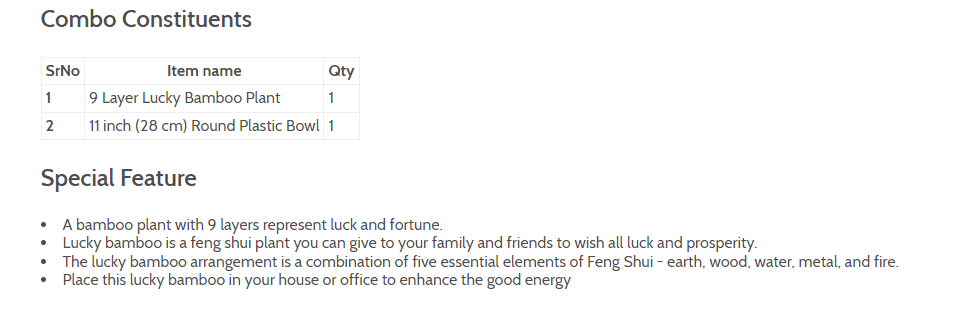 Combo Constituents
SrNo Item name Qty
1 9 Layer Lucky Bamboo Plant 1
2 11 inch (28 cm) Round Plastic Bowl 1
Special Feature
• A bamboo plant with 9 layers represent luck and fortune.
• Lucky bamboo is a feng shui plant you can give to your family and friends to wish all luck and prosperity.
• The lucky bamboo arrangement is a combination of five essential elements of Feng Shui - earth, wood, water, metal, and fire.
• Place this lucky bamboo in your house or office to enhance the good energy